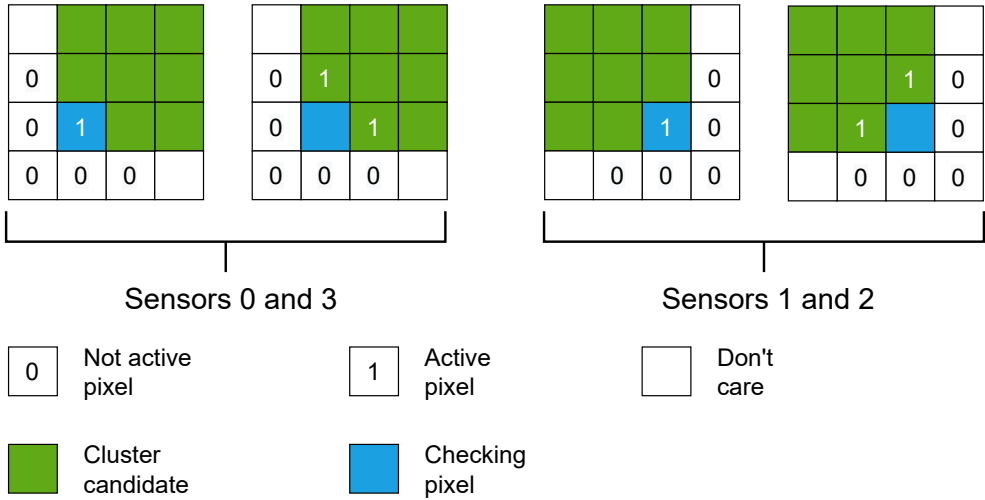 0 0 1 0 0 1 0
0 1 0 1 1 0 1 0
0 0 0 0 0 0 0 0 0 0 0 0
Sensors 0 and 3 Sensors 1 and 2
0 Not active pixel
1 Active pixel
Don't care
Cluster candidate
Checking pixel